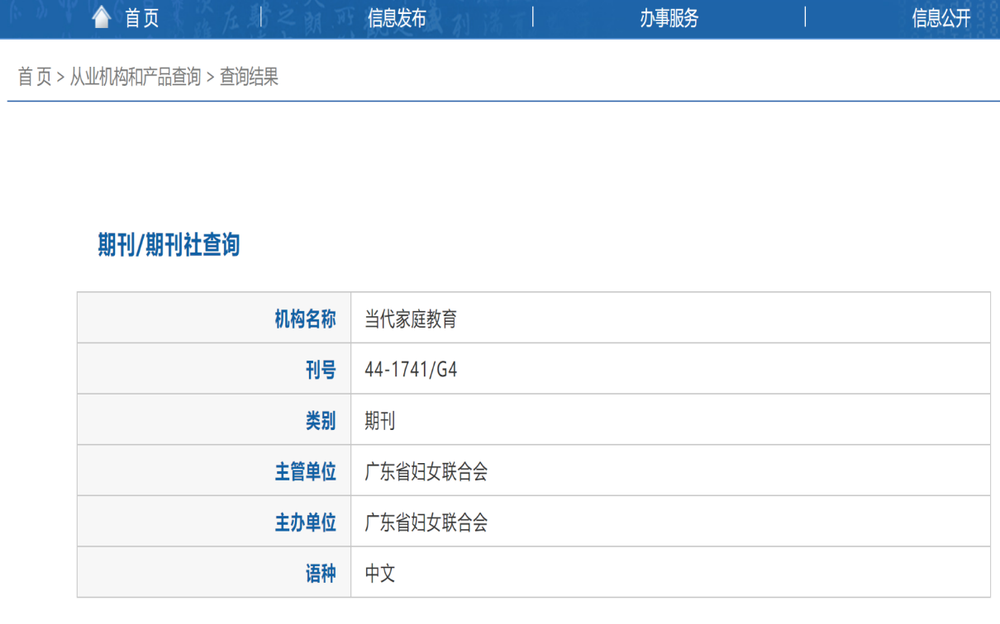 首 页 | 信息发布 | 办事服务 | 信息公开
首 页 > 从业机构和产品查询 > 查询结果
期刊/期刊社查询
机构名称 当代家庭教育
刊号 44-1741/G4
类别 期刊
主管单位 广东省妇女联合会
主办单位 广东省妇女联合会
语种 中文